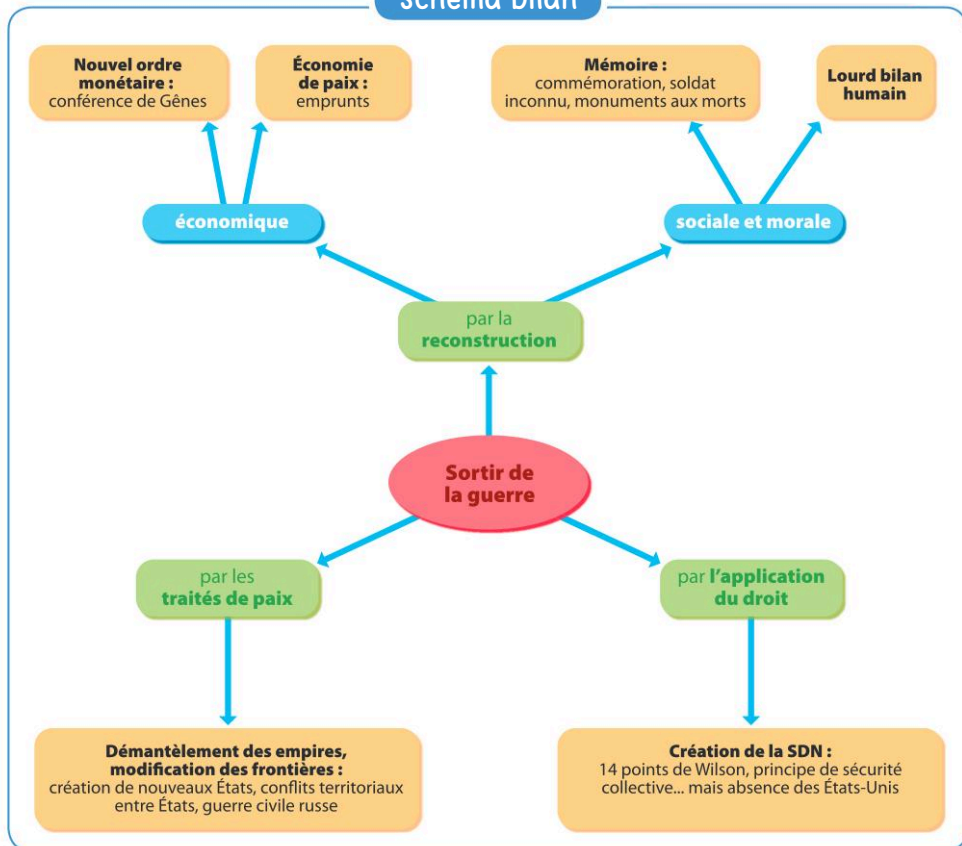 Schéma bilan
Nouvel ordre
monétaire :
conférence de Gênes
Économie
de paix :
emprunts
Mémoire :
commémoration, soldat
inconnu, monuments aux morts
Lourd bilan
humain
économique
sociale et morale
par la
reconstruction
Sortir de
la guerre
par les
traités de paix
par l'application
du droit
Démantèlement des empires,
modification des frontières :
création de nouveaux États, conflits territoriaux
entre États, guerre civile russe
Création de la SDN :
14 points de Wilson, principe de sécurité
collective... mais absence des États-Unis